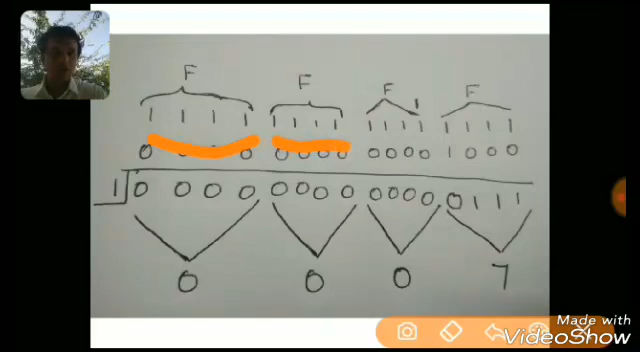 F F F F
1
1 1 1 1 1 1 1 1 1 1 1 1 1 1 1 1
0 0 0 0 0 0 0 0 0 0 1 0 0 0
1 0 0 0 0 0 0 0 0 0 0 0 0 0 1 1 1
0 0 0 7
Made with
VideoShow